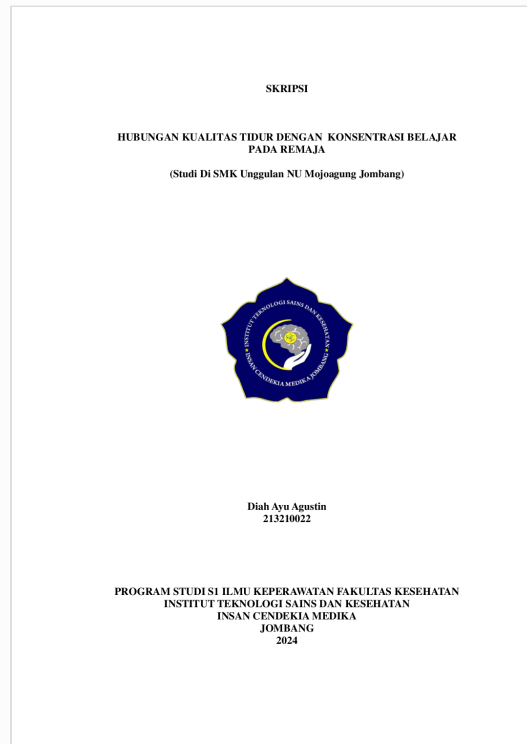 SKRIPSI
HUBUNGAN KUALITAS TIDUR DENGAN KONSENTRASI BELAJAR
PADA REMAJA
(Studi Di SMK Unggulan NU Mojoagung Jombang)
INSTITUT TEKNOLOGI SAINS DAN KESEHATAN
INSAN CENDEKIA MEDIKA JOMBANG
Diah Ayu Agustin
213210022
PROGRAM STUDI S1 ILMU KEPERAWATAN FAKULTAS KESEHATAN
INSTITUT TEKNOLOGI SAINS DAN KESEHATAN
INSAN CENDEKIA MEDIKA
JOMBANG
2024